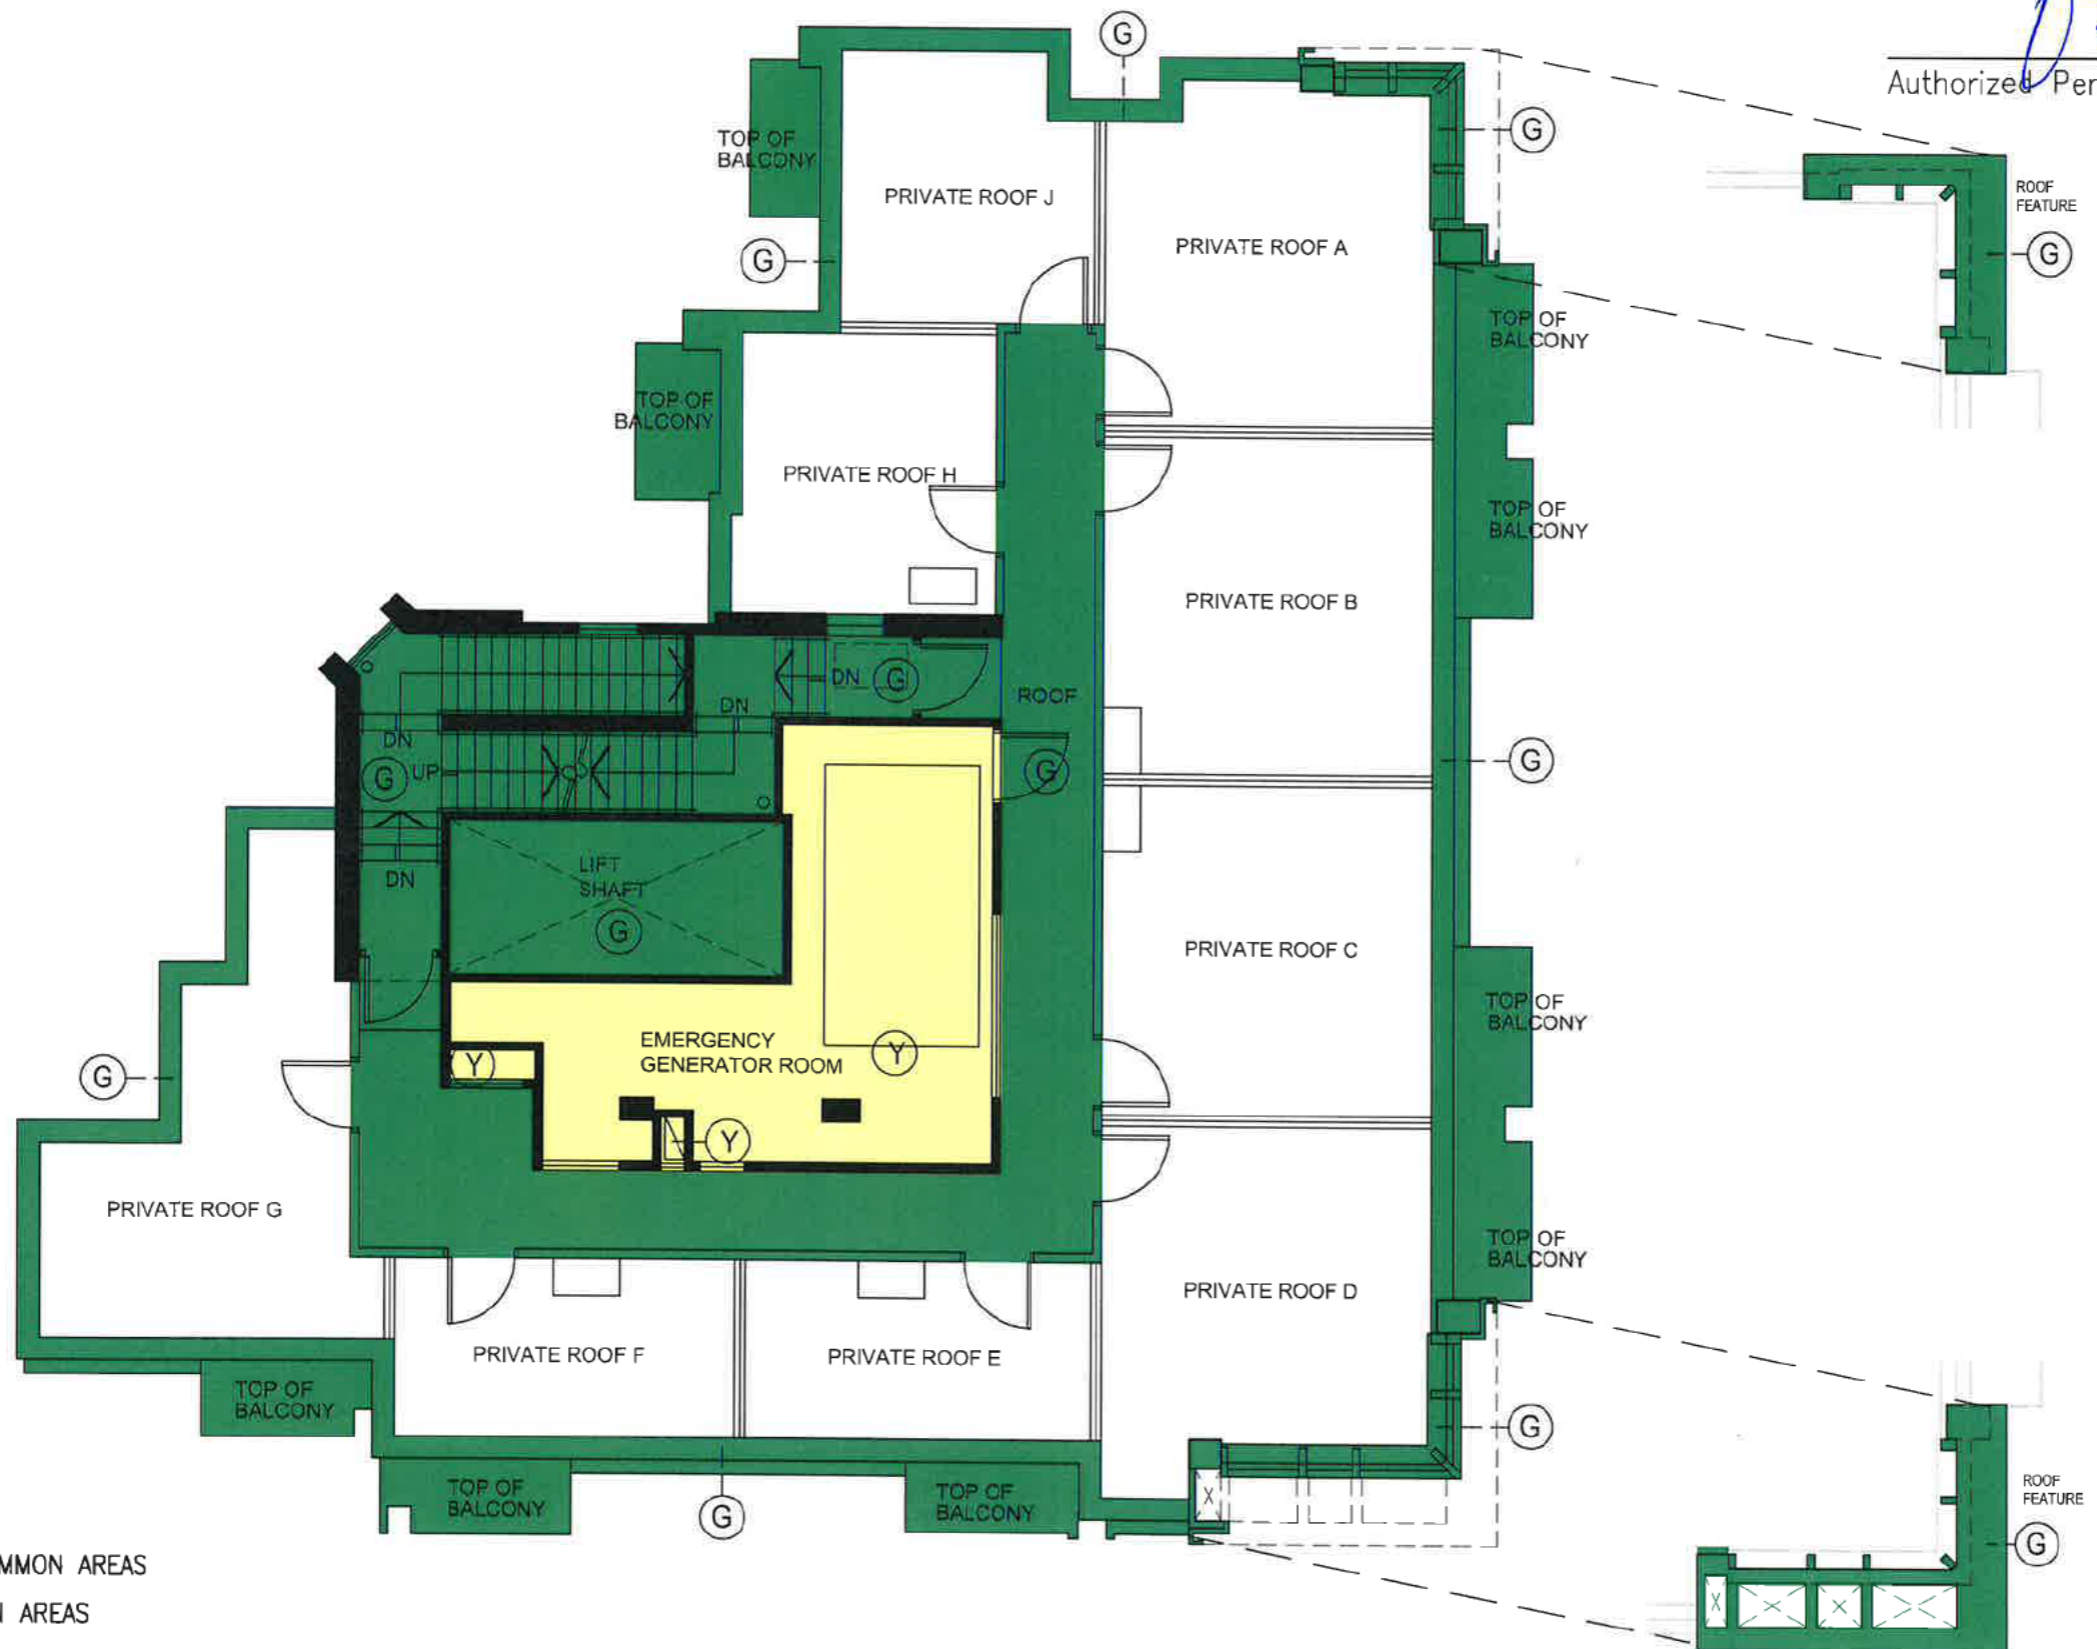 G
Authorized Per
TOP OF
BALCONY
G
ROOF
FEATURE
PRIVATE ROOF J
PRIVATE ROOF A
G
G
TOP OF
BALCONY
TOP OF
BALCONY
PRIVATE ROOF H
TOP OF
BALCONY
PRIVATE ROOF B
DN
G
ROOF
DN
DN
G
UP
G
G
LIFT
SHAFT
DN
G
PRIVATE ROOF C
TOP OF
BALCONY
EMERGENCY
GENERATOR ROOM
Y
Y
G
Y
PRIVATE ROOF G
TOP OF
BALCONY
PRIVATE ROOF D
PRIVATE ROOF F
PRIVATE ROOF E
TOP OF
BALCONY
G
TOP OF
BALCONY
TOP OF
BALCONY
G
ROOF
FEATURE
G
MMON AREAS
AREAS